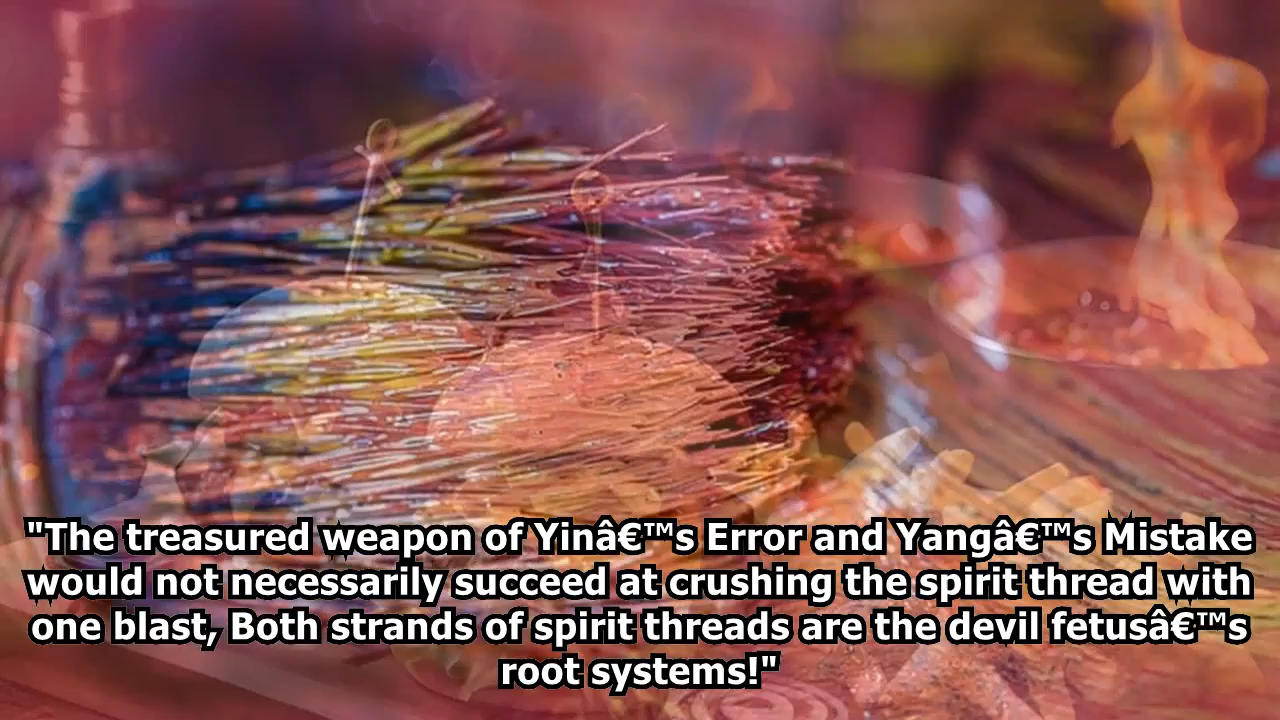 "The treasured weapon of Yinâ€™s Error and Yangâ€™s Mistake
would not necessarily succeed at crushing the spirit thread with
one blast, Both strands of spirit threads are the devil fetusâ€™s
root systems!"